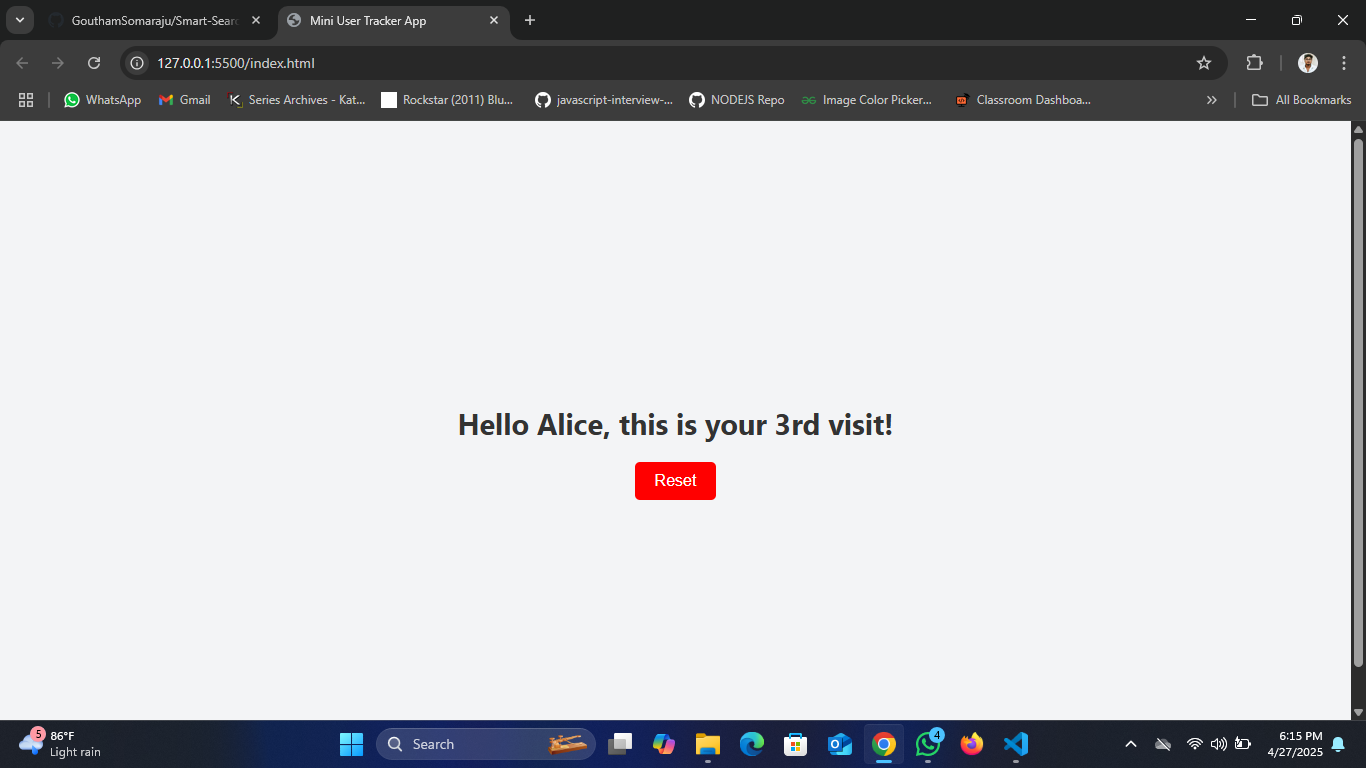 GouthamSomaraju/Smart-Sear
Mini User Tracker App
127.0.0.1:5500/index.html
WhatsApp
Gmail
Series Archives - Kat...
Rockstar (2011) Blu...
javascript-interview-...
NODEJS Repo
Image Color Picker...
Classroom Dashboa...
All Bookmarks
Hello Alice, this is your 3rd visit!
Reset
5
86°F
Light rain
Search
4
6:15 PM
4/27/2025